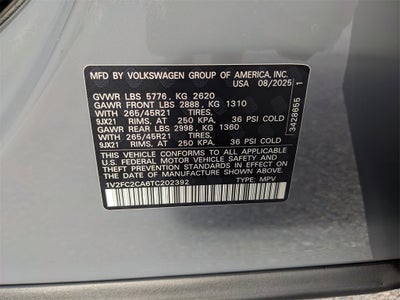 MFD. BY VOLKSWAGEN GROUP OF AMERICA, INC.
USA 08/2025
GVWR LBS 5776, KG 2620
GAWR FRONT LBS 2888, KG 1310
WITH 265/45R21 TIRES,
9JX21 RIMS, AT 250 KPA, 36 PSI COLD
GAWR REAR LBS 2998, KG 1360
WITH 265/45R21 TIRES,
9JX21 RIMS, AT 250 KPA, 36 PSI COLD
THIS VEHICLE CONFORMS TO ALL APPLICABLE
U.S. FEDERAL MOTOR VEHICLE SAFETY AND
THEFT PREVENTION STANDARDS IN EFFECT
ON THE DATE OF MANUFACTURE SHOWN ABOVE.
1V2FC2CA6TC202392 TYPE: MPV
3428655 1